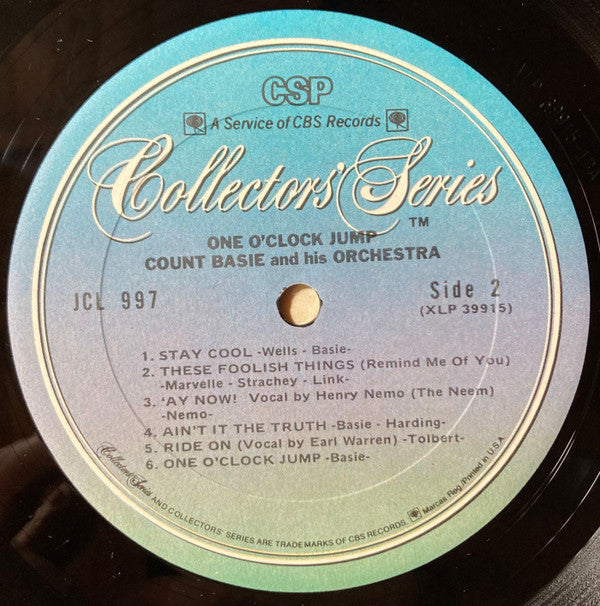 CSP
A Service of CBS Records
Collectors' Series
TM
ONE O'CLOCK JUMP
COUNT BASIE and his ORCHESTRA
JCL 997
Side 2
(XLP 39915)
1. STAY COOL -Wells - Basie-
2. THESE FOOLISH THINGS (Remind Me Of You)
-Marvelle - Strachey - Link-
3. 'AY NOW! Vocal by Henry Nemo (The Neem)
-Nemo-
4. AIN'T IT THE TRUTH -Basie - Harding-
5. RIDE ON (Vocal by Earl Warren) -Tolbert-
6. ONE O'CLOCK JUMP -Basie-
Collectors' Series AND COLLECTORS' SERIES ARE TRADEMARKS OF CBS RECORDS. Marcas Reg./Printed in U.S.A.